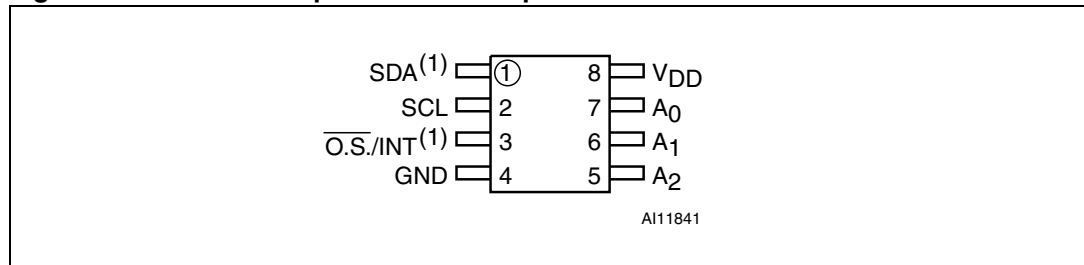 SDA(1) 1 8 VDD
SCL 2 7 A0
O.S./INT(1) 3 6 A1
GND 4 5 A2
AI11841